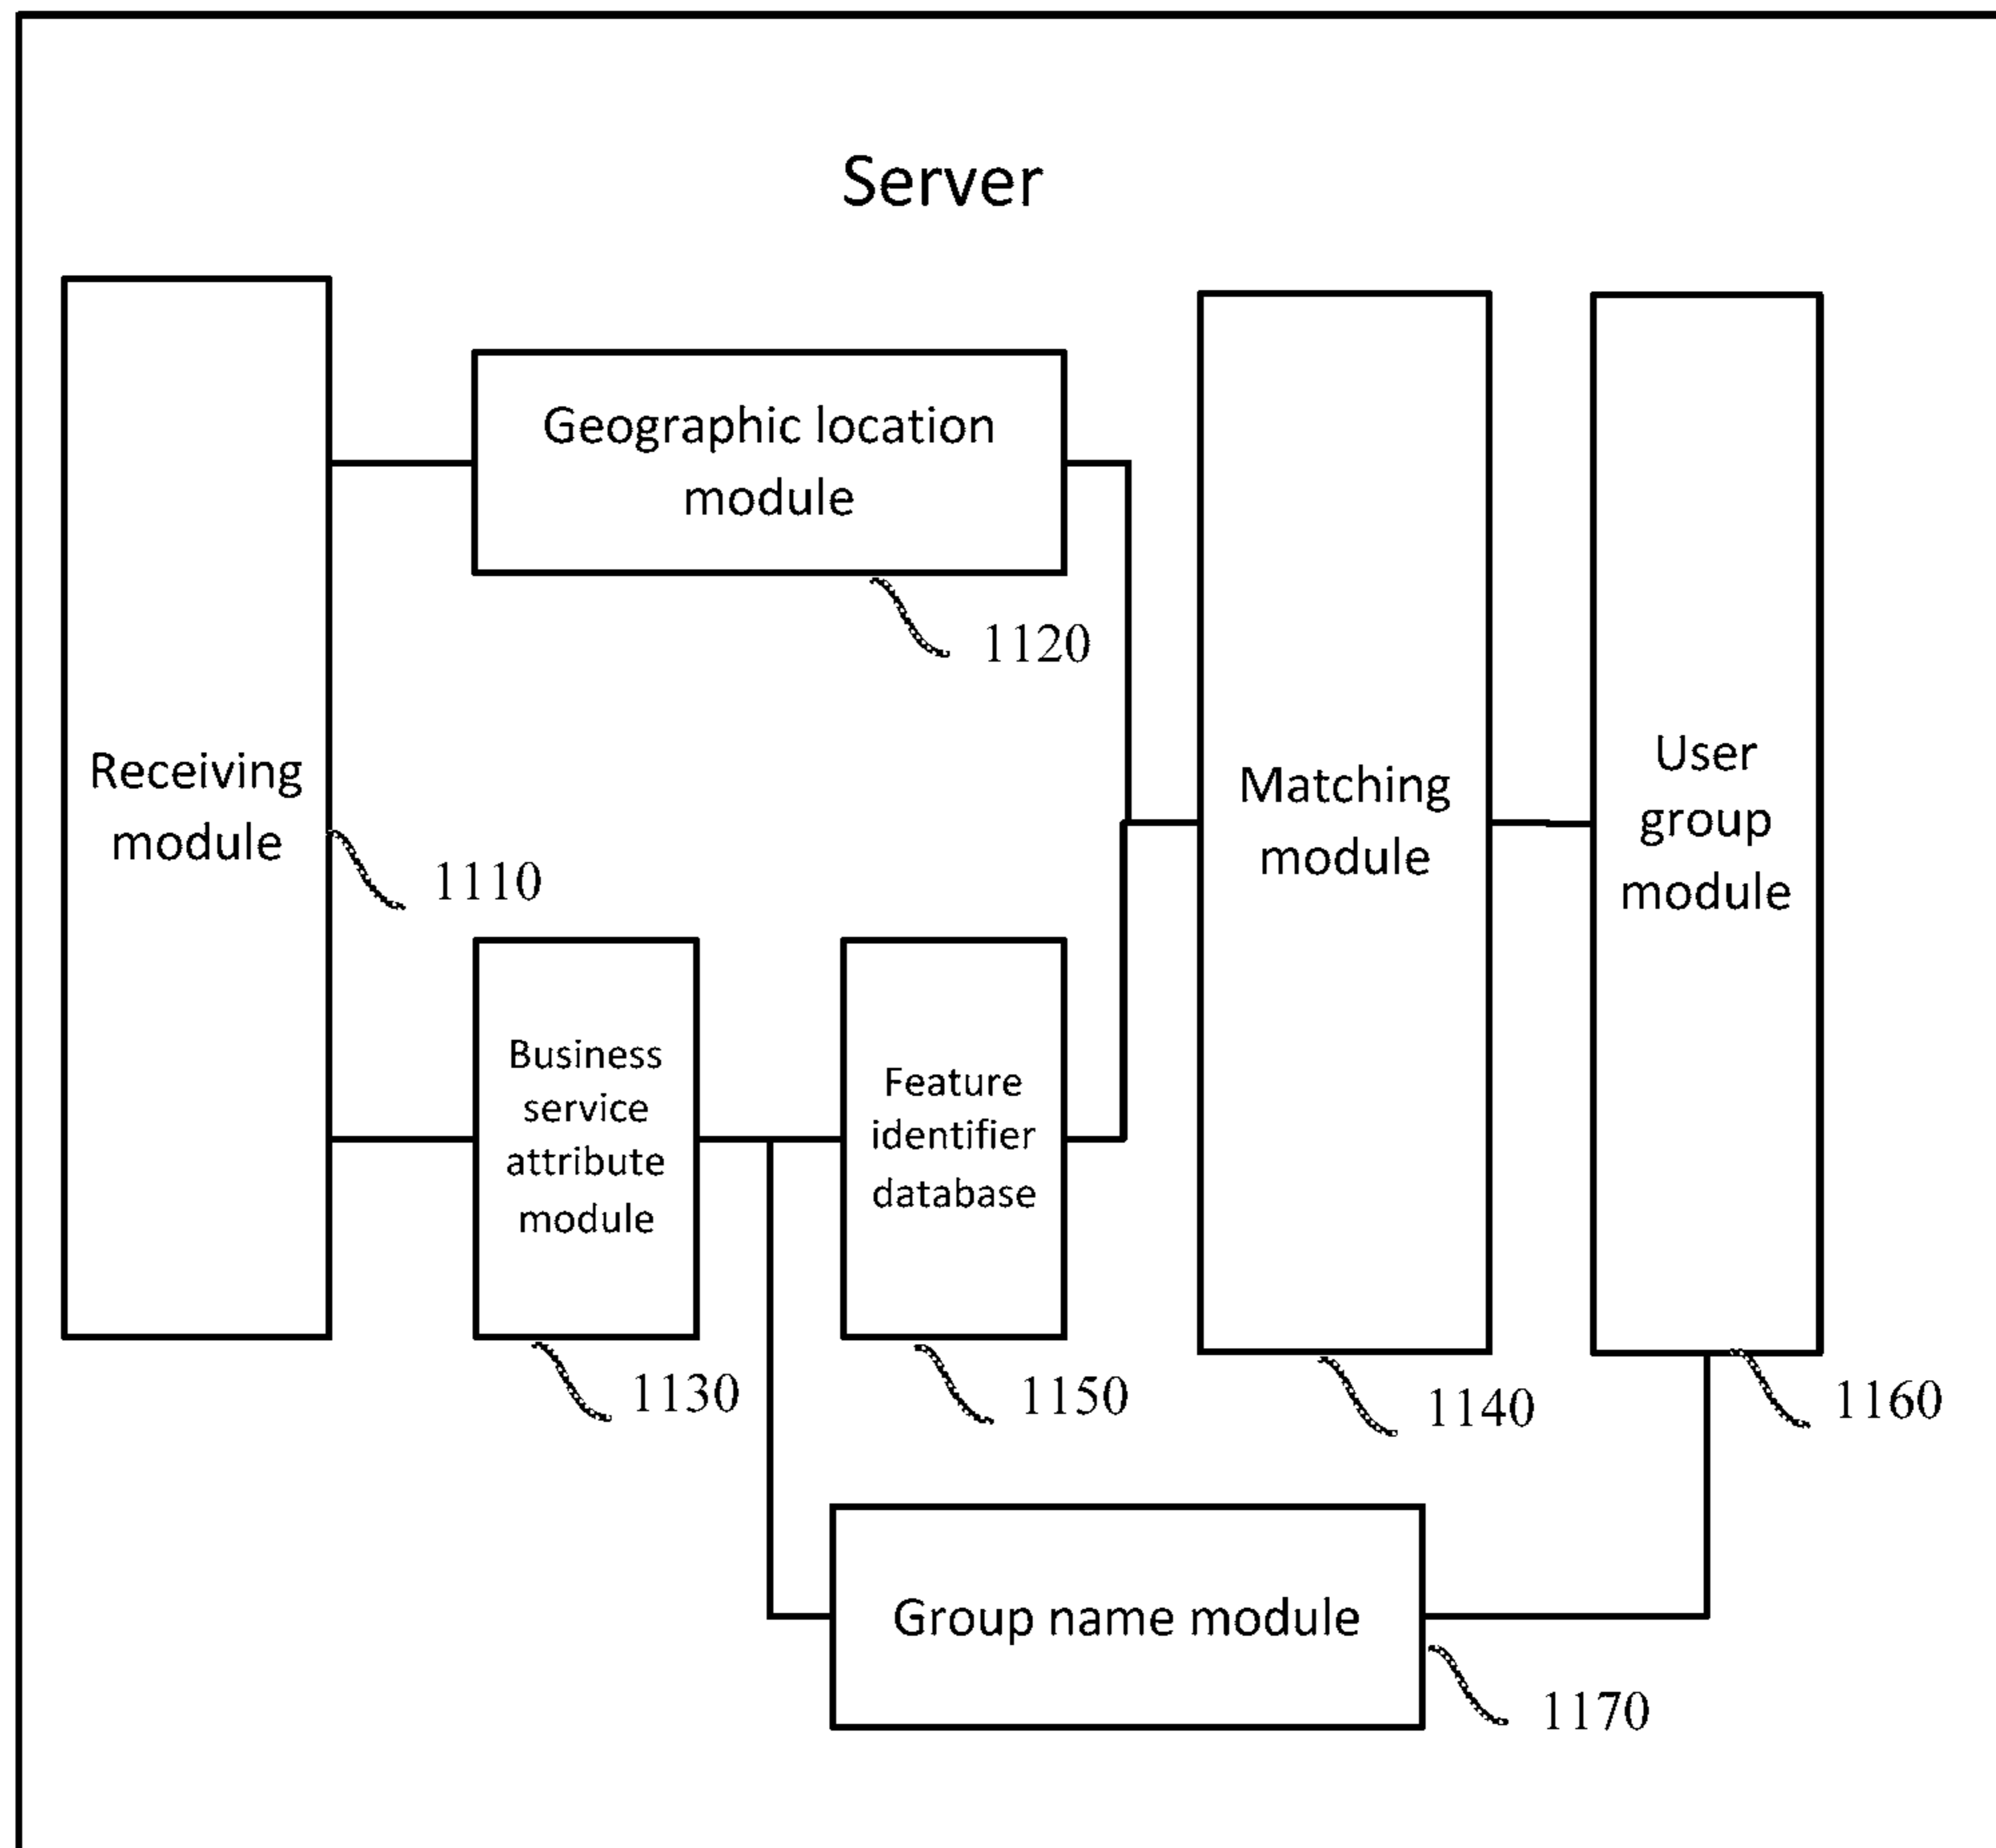 Server
Geographic location
module
1120
Receiving
module
1110
Matching
module
User
group
module
Business
service
attribute
module
Feature
identifier
database
1130
1150
1140
1160
Group name module
1170